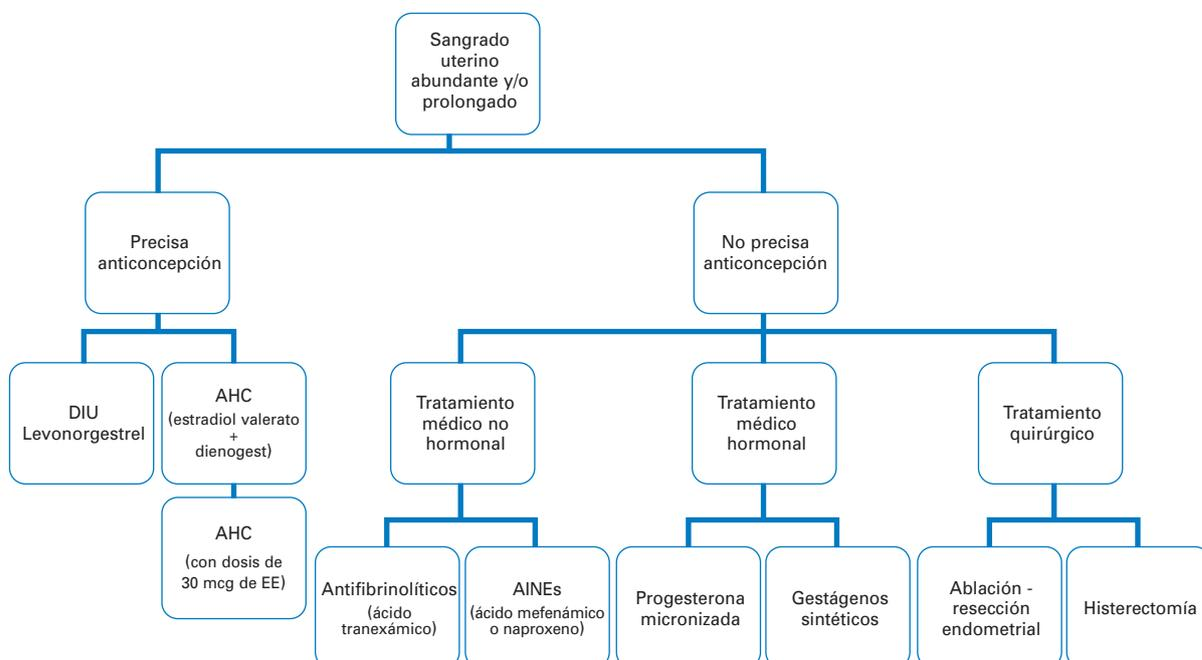 Sangrado
uterino
abundante y/o
prolongado
Precisa
anticoncepción
No precisa
anticoncepción
DIU
Levonorgestrel
AHC
(estradiol valerato
+
dienogest)
Tratamiento
médico no
hormonal
Tratamiento
médico
hormonal
Tratamiento
quirúrgico
AHC
(con dosis de
30 mcg de EE)
Antifibrinolíticos
(ácido
tranexámico)
AINEs
(ácido mefenámico
o naproxeno)
Progesterona
micronizada
Gestágenos
sintéticos
Ablación -
resección
endometrial
Histerectomía